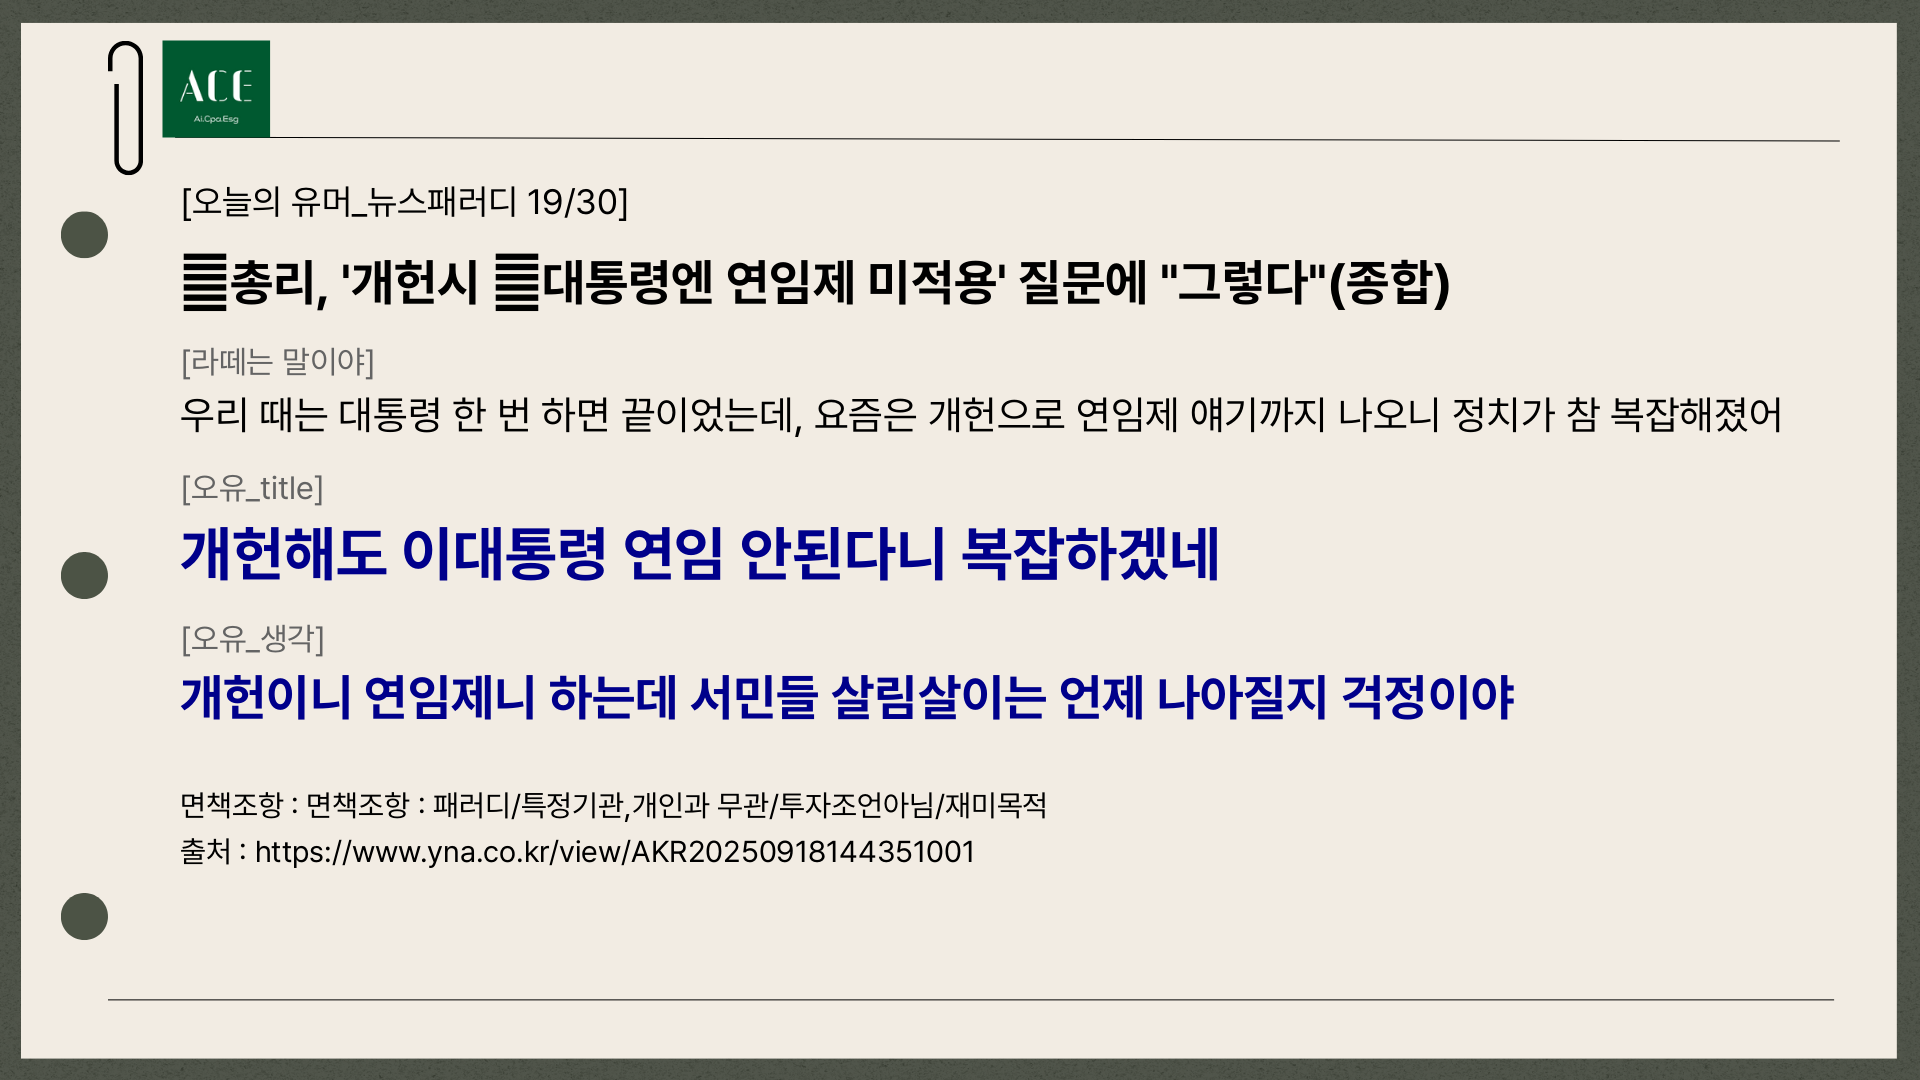 ACE
Ai.Cpa.Esg
[오늘의 유머_뉴스패러디 19/30]
총리, '개헌시 대통령엔 연임제 미적용' 질문에 "그렇다"(종합)
[라떼는 말이야]
우리 때는 대통령 한 번 하면 끝이었는데, 요즘은 개헌으로 연임제 얘기까지 나오니 정치가 참 복잡해졌어
[오유_title]
개헌해도 이대통령 연임 안된다니 복잡하겠네
[오유_생각]
개헌이니 연임제니 하는데 서민들 살림살이는 언제 나아질지 걱정이야
면책조항 : 면책조항 : 패러디/특정기관,개인과 무관/투자조언아님/재미목적
출처 : https://www.yna.co.kr/view/AKR20250918144351001